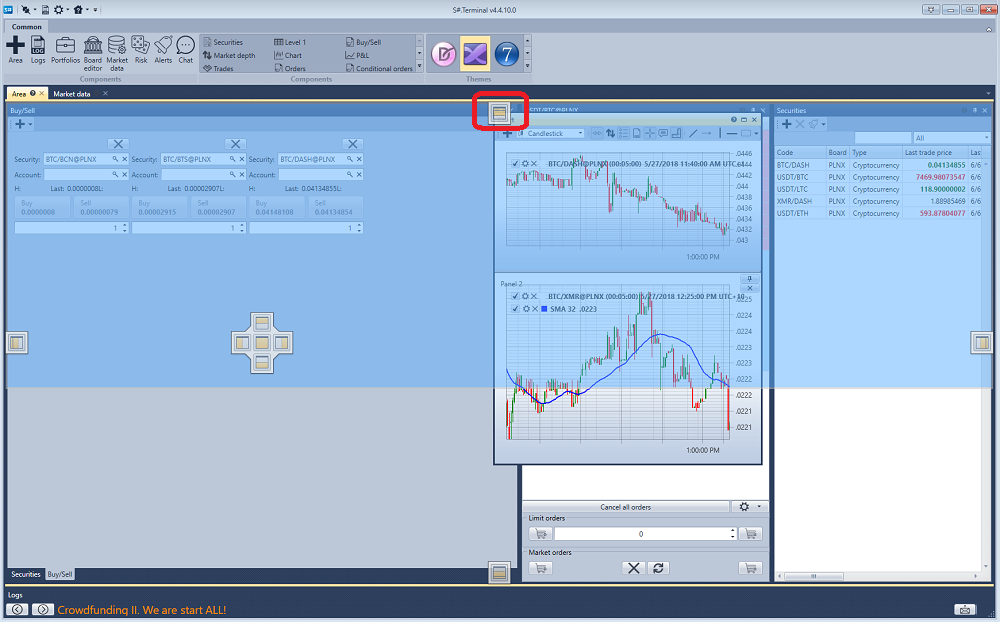 S# S#.Terminal v4.4.10.0
Common
Area Logs Portfolios Board editor Market data Risk Alerts Chat
Components
Securities Level 1 Buy/Sell
Market depth Chart P&L
Trades Orders Conditional orders
Components
D 7
Themes
Area Market data
Buy/Sell
Securities
Candlestick
All
Security: BTC/BCN@PLNX Security: BTC/BTS@PLNX Security: BTC/DASH@PLNX
Account: Account: Account:
H: Last: 0.0000008L: H: Last: 0.00002907L: H: Last: 0.04134855L:
Buy 0.0000008 Sell 0.00000079 Buy 0.00002915 Sell 0.00002907 Buy 0.04148108 Sell 0.04134854
1 1 1
BTC/DASH@PLNX (00:05:00) 5/27/2018 11:40:00 AM UTC
.0446
.0444
.0442
.0440
.0438
.0436
.0434
.0432
.043
1:00:00 PM
Panel 2
BTC/XMR@PLNX (00:05:00) 5/27/2018 12:25:00 PM UTC+10
SMA 32 .0223
.0225
.0224
.0224
.0223
.0223
.0222
.0222
.0221
.0221
1:00:00 PM
Code Board Type Last trade price Last
BTC/DASH PLNX Cryptocurrency 0.04134855 6/6
USDT/BTC PLNX Cryptocurrency 7469.98073547 6/6
USDT/LTC PLNX Cryptocurrency 118.90000002 6/6
XMR/DASH PLNX Cryptocurrency 1.88985469 6/6
USDT/ETH PLNX Cryptocurrency 593.87804077 6/6
Cancel all orders
Limit orders
0
Market orders
Securities Buy/Sell
Logs
Crowdfunding II. We are start ALL!